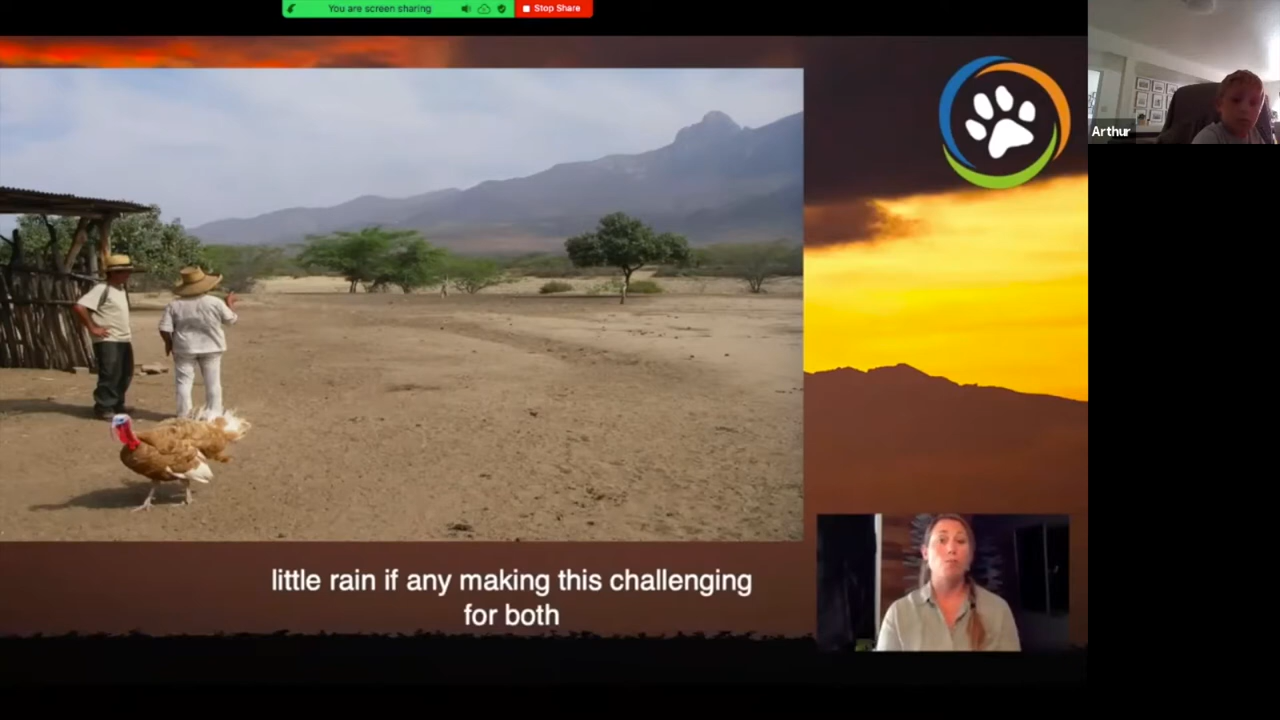 You are screen sharing
Stop Share
Arthur
little rain if any making this challenging
for both